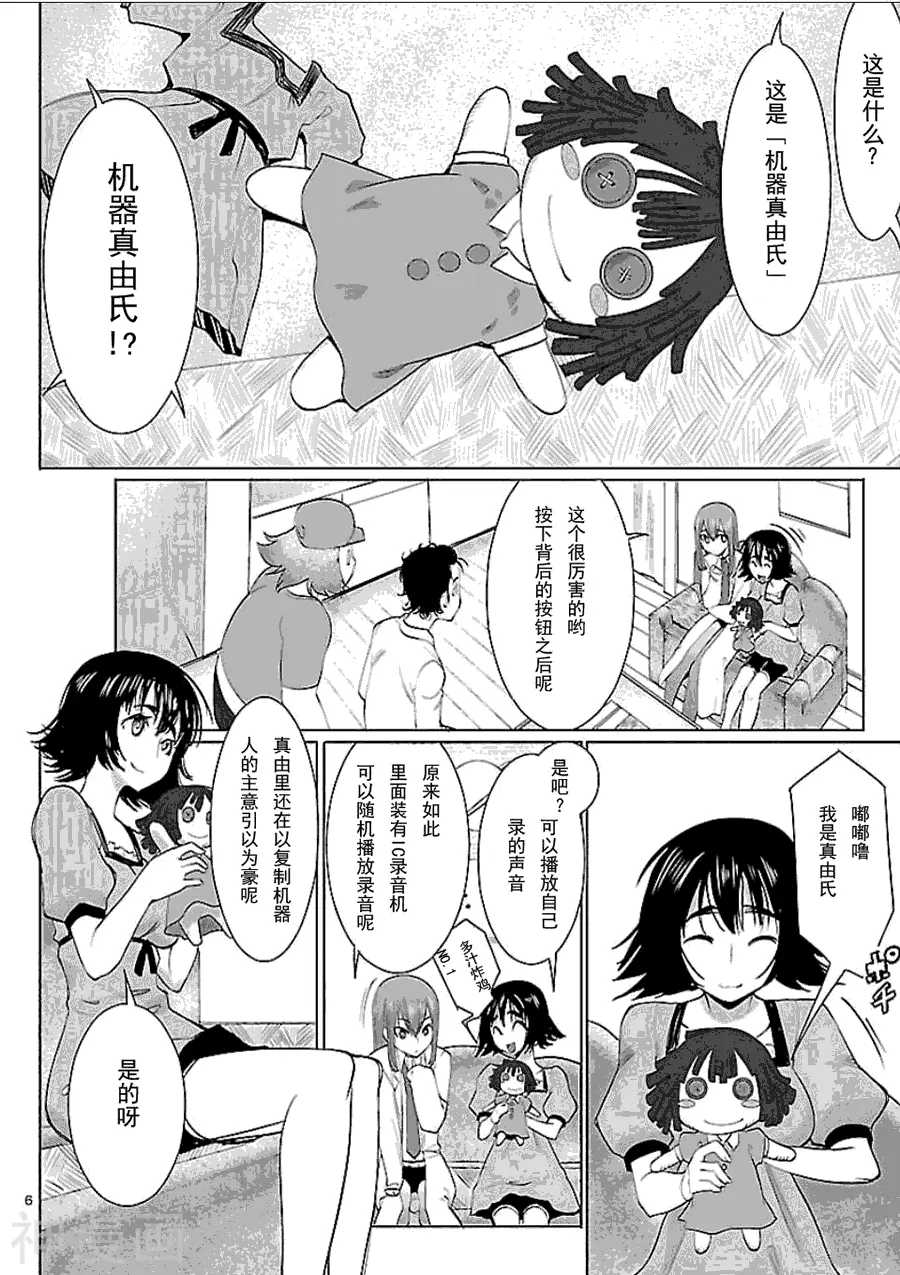 这是什么？
这是「机器真由氏」
机器真由氏!?
这个很厉害的哟
按下背后的按钮之后呢
嘟嘟噜
我是真由氏
ポチ
是吧？可以播放自己
录的声音
多汁炸鸡
NO.1
原来如此
里面装有IC录音机
可以随机播放录音呢
真由里还在以复制机器
人的主意引以为豪呢
是的呀
6
神漫画